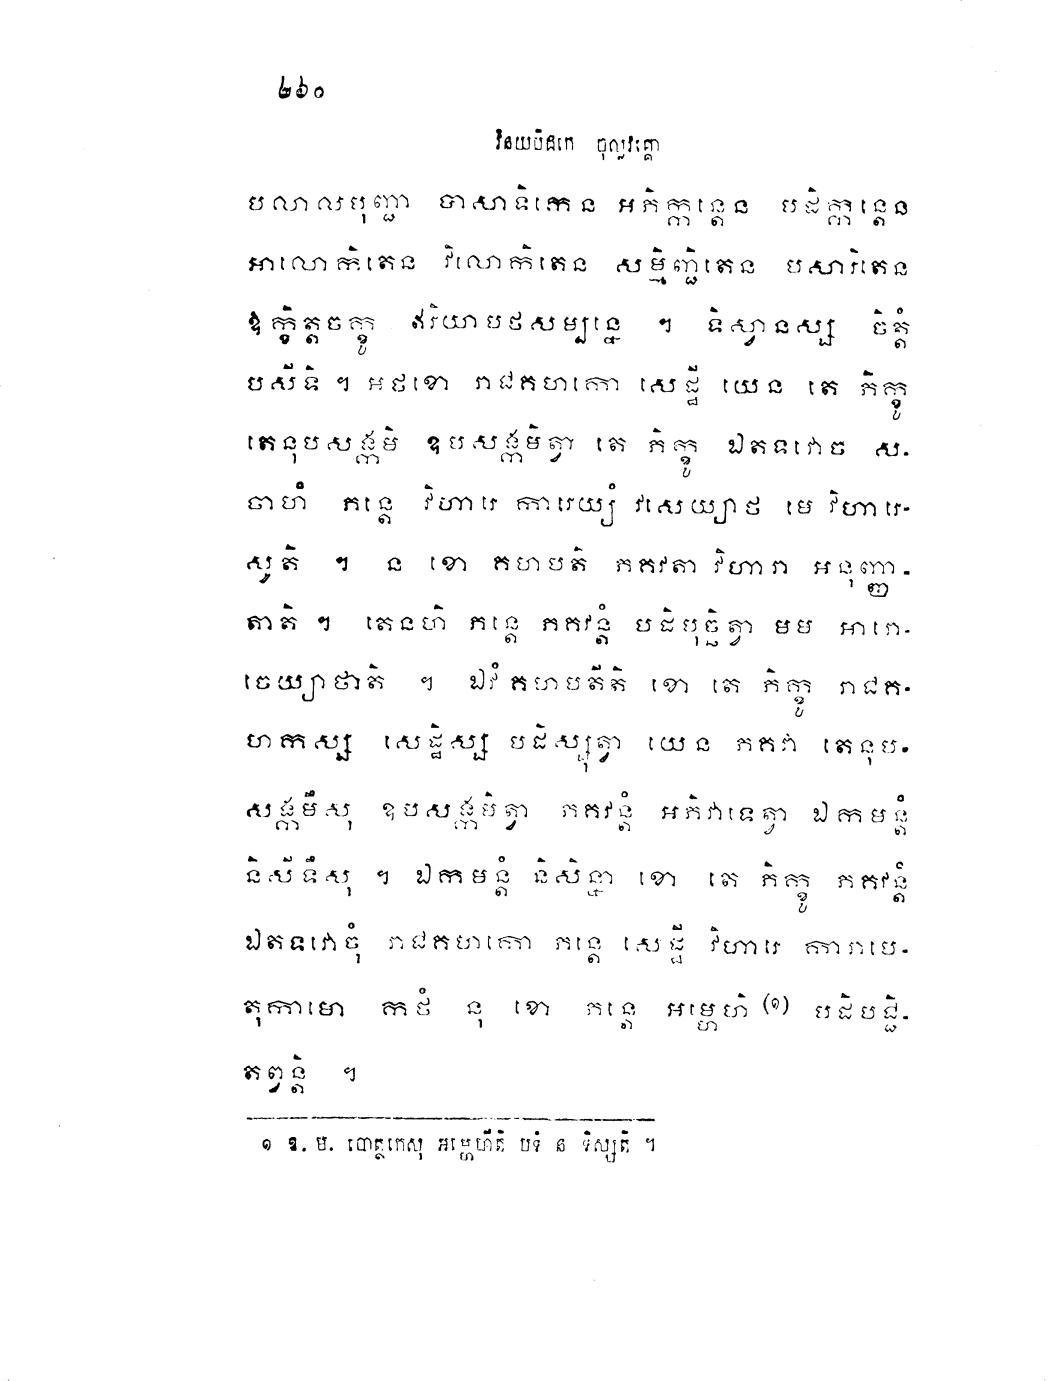 ២៦០
វិនយបិដកេ ចុល្លវគ្គោ
បលាលបុញ្ជា បាសាទិកេន អភិក្កន្តេន បដិក្កន្តេន
អាលោកិតេន វិលោកិតេន សម្មិញ្ជិតេន បសារិតេន
ឱក្ខិត្តចក្ខូ ឥរិយាបថសម្បន្នេ ។ ទិស្វានស្ស ចិត្តំ
បសីទិ ។ អថខោ រាជគហកោ សេដ្ឋី យេន តេ ភិក្ខូ
តេនុបសង្កមិ ឧបសង្កមិត្វា តេ ភិក្ខូ ឯតទវោច ស-
ចាហំ ភន្តេ វិហារេ ការេយ្យំ វសេយ្យាថ មេ វិហារេ-
សូតិ ។ ន ខោ គហបតិ ភគវតា វិហារា អនុញ្ញា-
តាតិ ។ តេនហិ ភន្តេ ភគវន្តំ បដិបុច្ឆិត្វា មម អារោ-
ចេយ្យាថាតិ ។ ឯវំ គហបតីតិ ខោ តេ ភិក្ខូ រាជគ-
ហកស្ស សេដ្ឋិស្ស បដិស្សុត្វា យេន ភគវា តេនុប-
សង្កមឹសុ ឧបសង្កមិត្វា ភគវន្តំ អភិវាទេត្វា ឯកមន្តំ
និសីទឹសុ ។ ឯកមន្តំ និសិន្នា ខោ តេ ភិក្ខូ ភគវន្តំ
ឯតទវោចុំ រាជគហកោ ភន្តេ សេដ្ឋី វិហារេ ការាបេ-
តុកាមោ កថំ នុ ខោ ភន្តេ អម្ហេហិ (១) បដិបជ្ជិ-
តព្វន្តិ ។
១ ឱ. ម. បោត្ថកេសុ អម្ហេហីតិ បទំ ន ទិស្សតិ ។